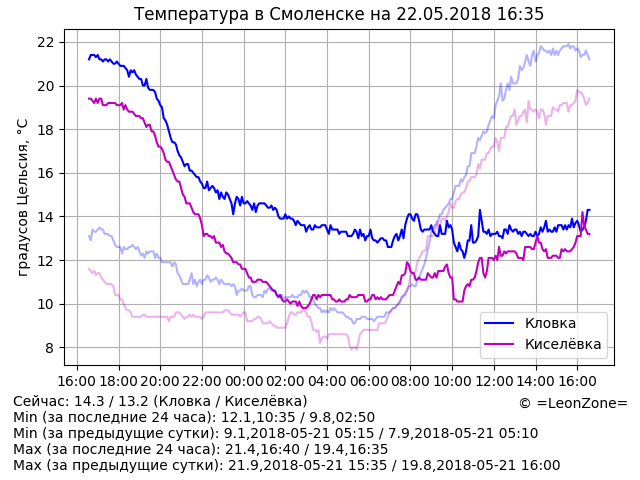 Температура в Смоленске на 22.05.2018 16:35
градусов Цельсия, °C
22
20
18
16
14
12
10
8
16:00 18:00 20:00 22:00 00:00 02:00 04:00 06:00 08:00 10:00 12:00 14:00 16:00
Кловка
Киселёвка
Сейчас: 14.3 / 13.2 (Кловка / Киселёвка)
© =LeonZone=
Min (за последние 24 часа): 12.1,10:35 / 9.8,02:50
Min (за предыдущие сутки): 9.1,2018-05-21 05:15 / 7.9,2018-05-21 05:10
Max (за последние 24 часа): 21.4,16:40 / 19.4,16:35
Max (за предыдущие сутки): 21.9,2018-05-21 15:35 / 19.8,2018-05-21 16:00